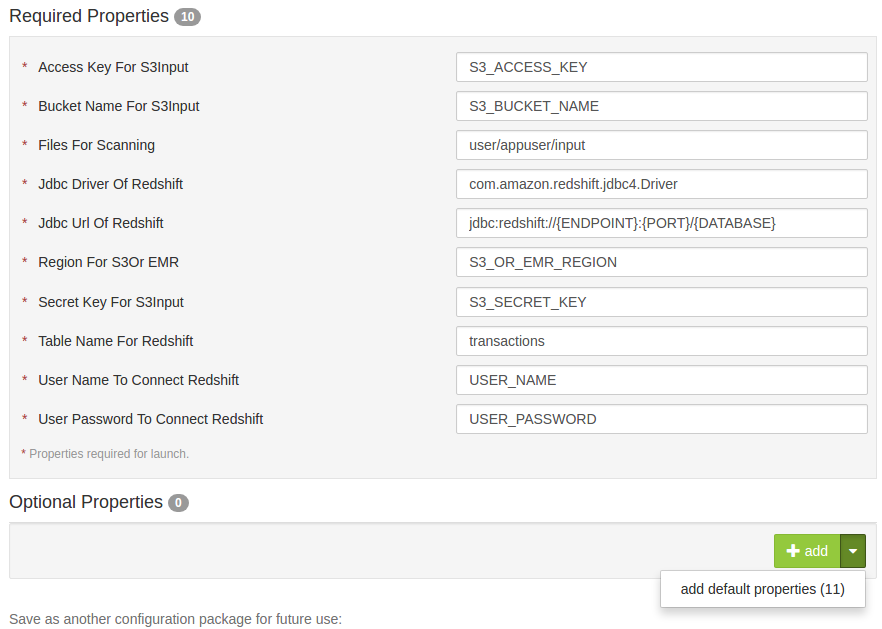 Required Properties 10
* Access Key For S3Input S3_ACCESS_KEY
* Bucket Name For S3Input S3_BUCKET_NAME
* Files For Scanning user/appuser/input
* Jdbc Driver Of Redshift com.amazon.redshift.jdbc4.Driver
* Jdbc Url Of Redshift jdbc:redshift://{ENDPOINT}:{PORT}/{DATABASE}
* Region For S3Or EMR S3_OR_EMR_REGION
* Secret Key For S3Input S3_SECRET_KEY
* Table Name For Redshift transactions
* User Name To Connect Redshift USER_NAME
* User Password To Connect Redshift USER_PASSWORD
* Properties required for launch.
Optional Properties 0
add
add default properties (11)
Save as another configuration package for future use: